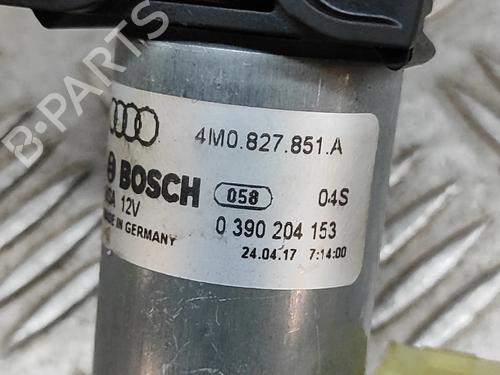 B-PARTS
4M0.827.851.A
BOSCH
058 04S
12V
0 390 204 153
IN GERMANY
24.04.17 7:14:00